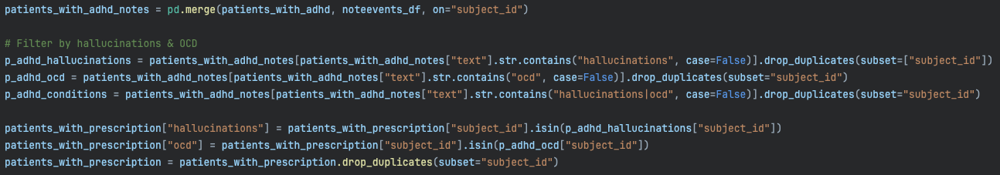 patients_with_adhd_notes = pd.merge(patients_with_adhd, noteevents_df, on="subject_id")
# Filter by hallucinations & OCD
p_adhd_hallucinations = patients_with_adhd_notes[patients_with_adhd_notes["text"].str.contains("hallucinations", case=False)].drop_duplicates(subset=["subject_id"])
p_adhd_ocd = patients_with_adhd_notes[patients_with_adhd_notes["text"].str.contains("ocd", case=False)].drop_duplicates(subset="subject_id")
p_adhd_conditions = patients_with_adhd_notes[patients_with_adhd_notes["text"].str.contains("hallucinations|ocd", case=False)].drop_duplicates(subset="subject_id")
patients_with_prescription["hallucinations"] = patients_with_prescription["subject_id"].isin(p_adhd_hallucinations["subject_id"])
patients_with_prescription["ocd"] = patients_with_prescription["subject_id"].isin(p_adhd_ocd["subject_id"])
patients_with_prescription = patients_with_prescription.drop_duplicates(subset="subject_id")